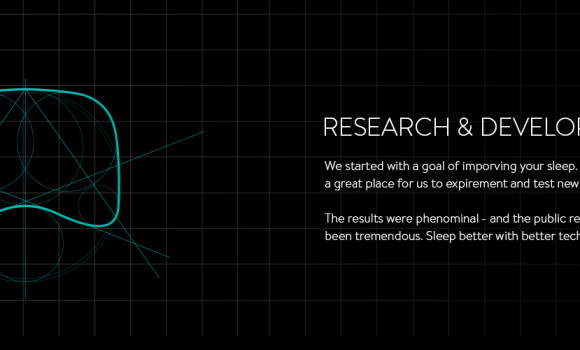 RESEARCH & DEVELO
We started with a goal of imporving your sleep.
a great place for us to expirement and test new
The results were phenominal - and the public re
been tremendous. Sleep better with better tech